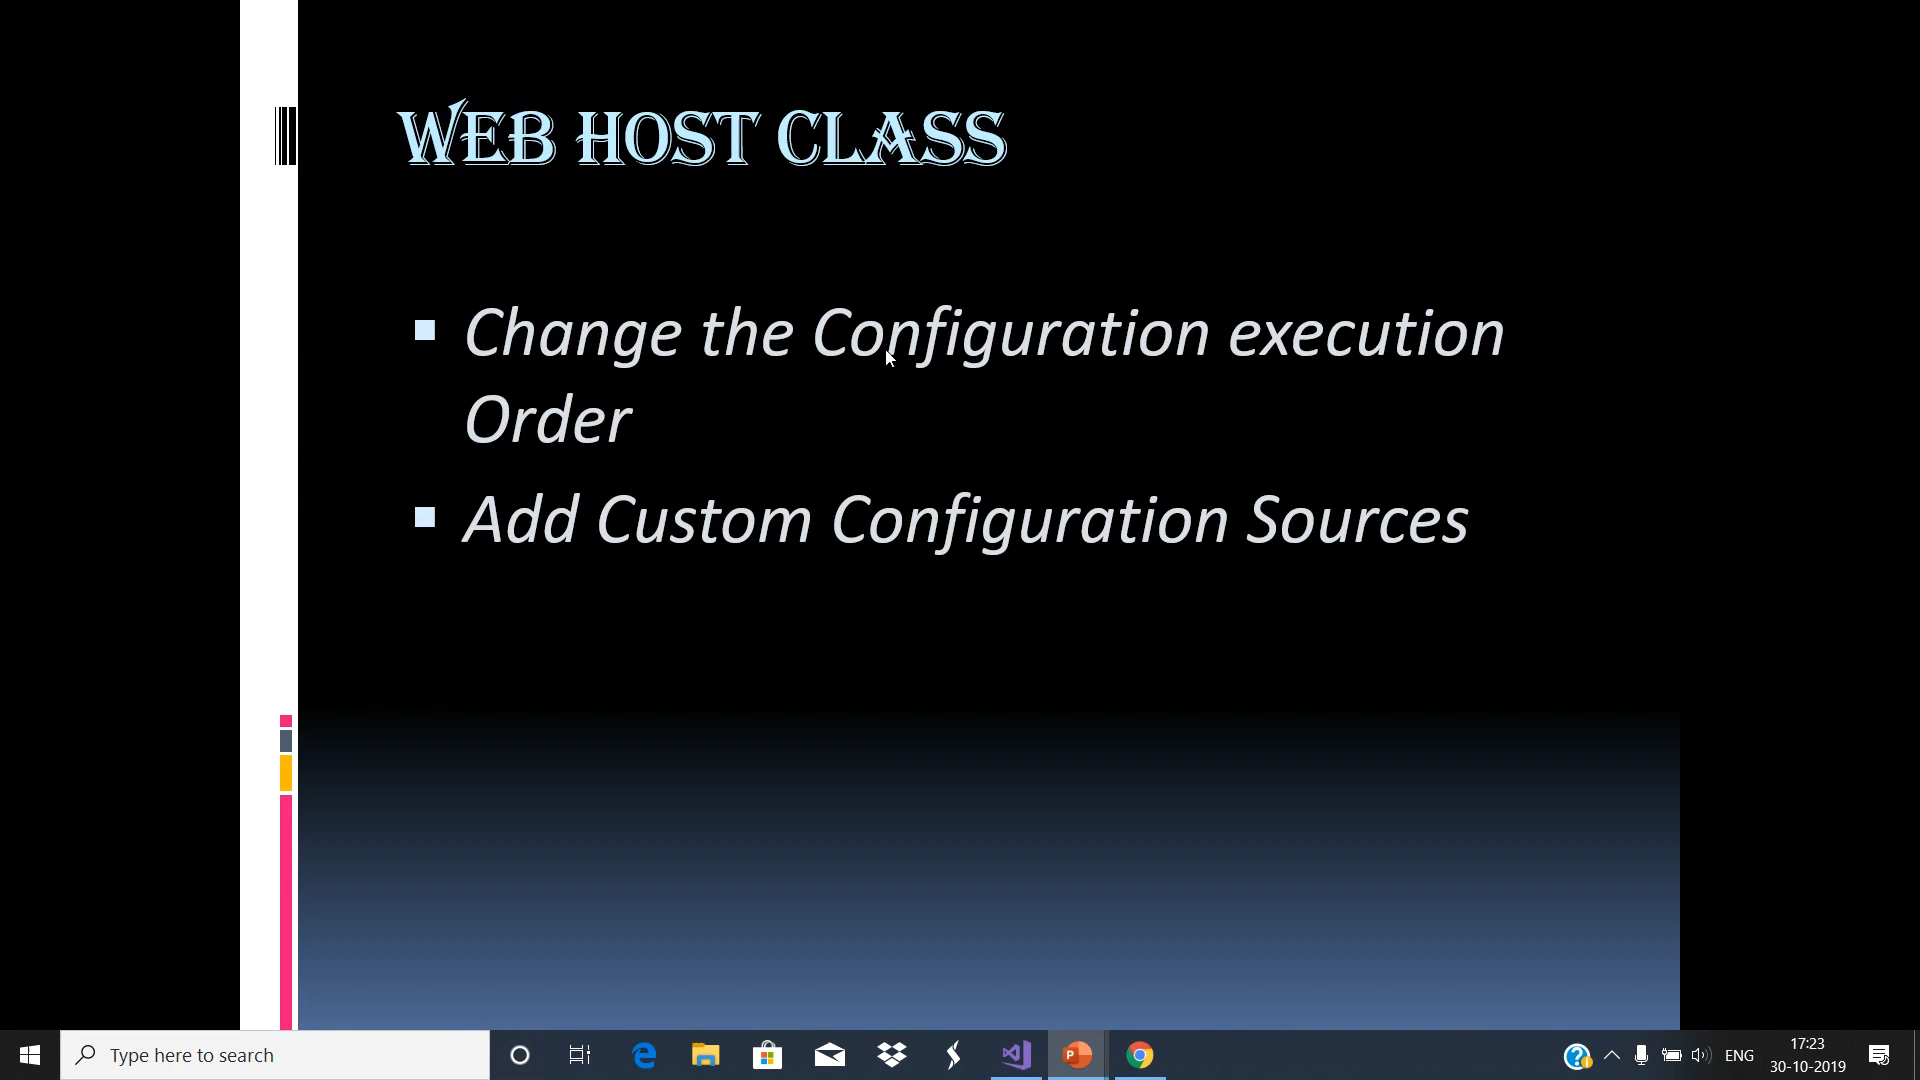 WEB HOST CLASS
Change the Configuration execution
Order
Add Custom Configuration Sources
Type here to search
ENG
17:23
30-10-2019